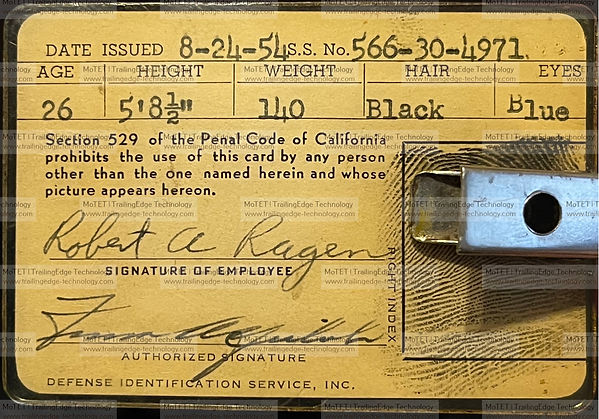 DATE ISSUED 8-24-54 S.S. No. 566-30-4971
AGE HEIGHT WEIGHT HAIR EYES
26 5'8½" 140 Black Blue
Section 529 of the Penal Code of California
prohibits the use of this card by any person
other than the one named herein and whose
picture appears hereon.
Robert A Ragen
SIGNATURE OF EMPLOYEE
RIGHT INDEX
AUTHORIZED SIGNATURE
DEFENSE IDENTIFICATION SERVICE, INC.
MoTET | TrailingEdge Technology
www.trailingedge-technology.com